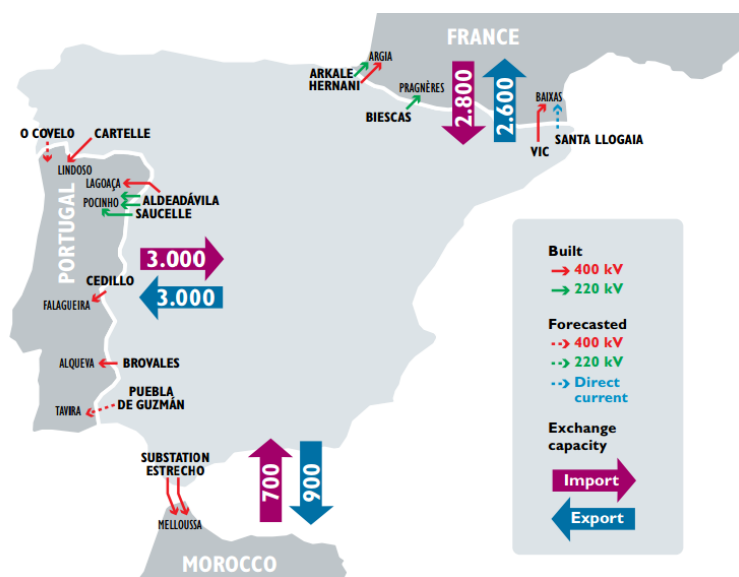 FRANCE
ARGIA
ARKALE
HERNANI
PRAGNÈRES
BIESCAS
2.800
2.600
BAIXAS
SANTA LLOGAIA
VIC
O COVELO
CARTELLE
LINDOSO
LAGOAÇA
ALDEADÁVILA
POCINHO
SAUCELLE
PORTUGAL
3.000
3.000
CEDILLO
FALAGUEIRA
ALQUEVA
BROVALES
PUEBLA
DE GUZMÁN
TAVIRA
SUBSTATION
ESTRECHO
700
900
MELLOUSSA
MOROCCO
Built
400 kV
220 kV
Forecasted
400 kV
220 kV
Direct
current
Exchange
capacity
Import
Export